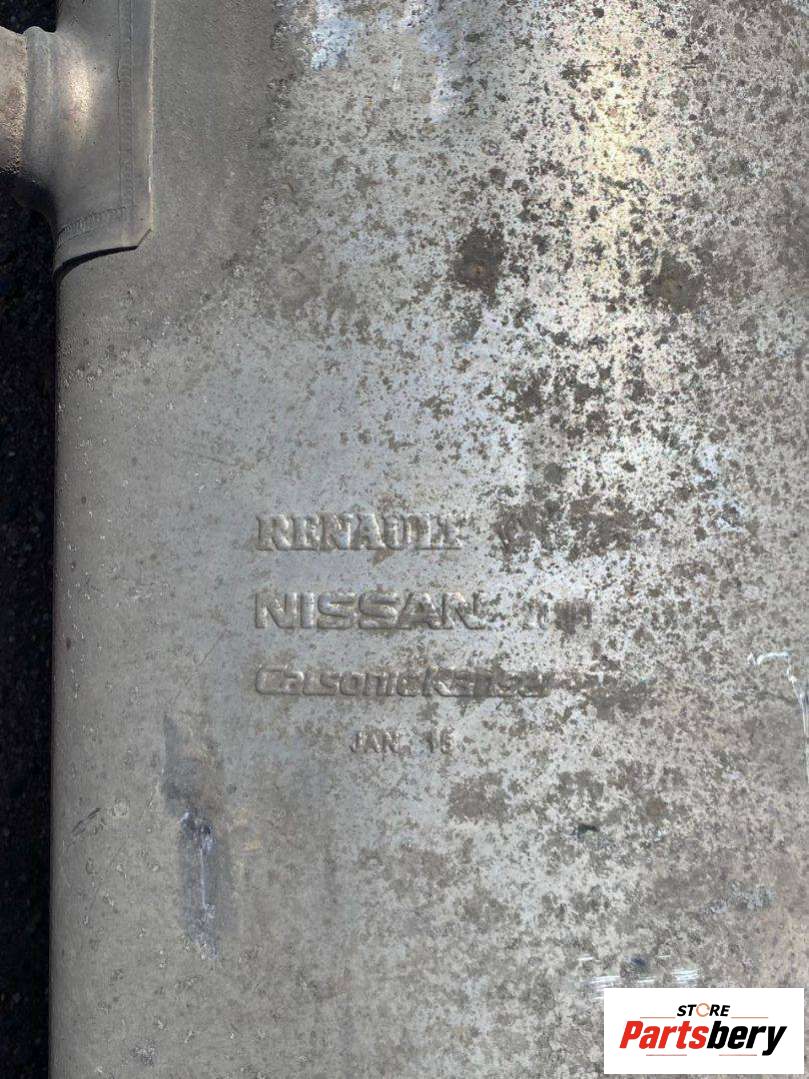 RENAULT
NISSAN
CalsonicKansei
JAN. 15
STORE
Partsbery